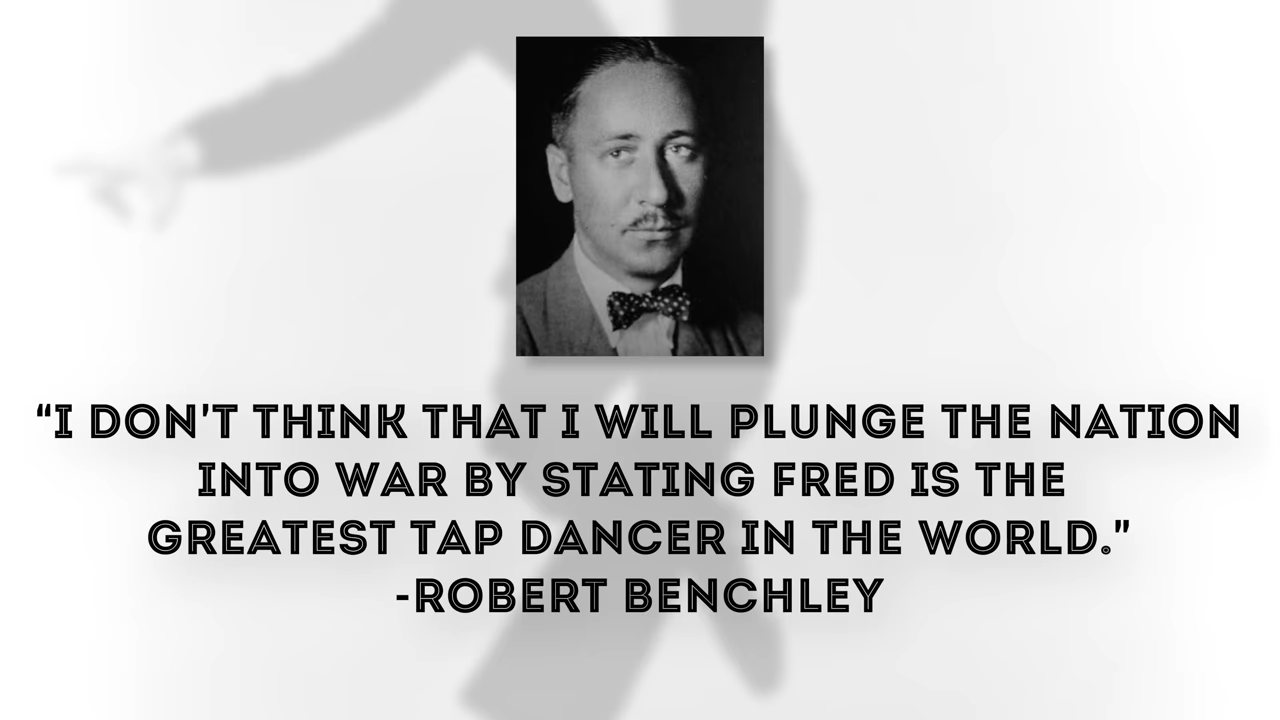 “I DON’T THINK THAT I WILL PLUNGE THE NATION
INTO WAR BY STATING FRED IS THE
GREATEST TAP DANCER IN THE WORLD.”
-ROBERT BENCHLEY